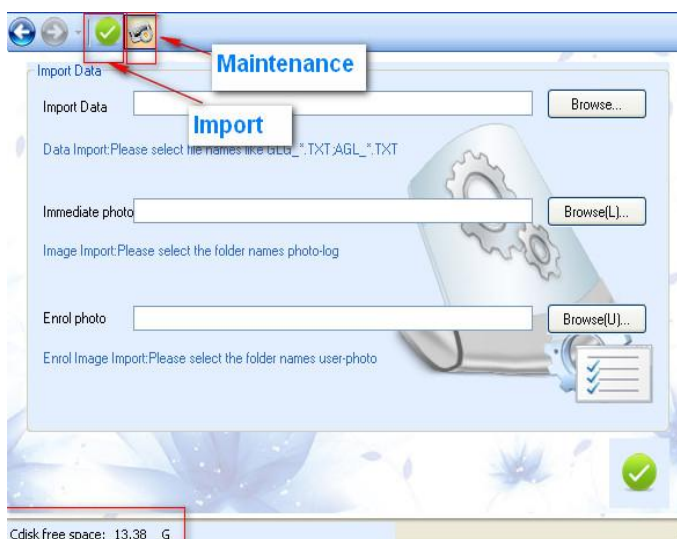 Maintenance
Import Data
Import Data
Browse...
Import
Data Import:Please select file names like GLG_*.TXT;AGL_*.TXT
Immediate photo
Browse(L)...
Image Import:Please select the folder names photo-log
Enrol photo
Browse(U)...
Enrol Image Import:Please select the folder names user-photo
Cdisk free space: 13.38 G